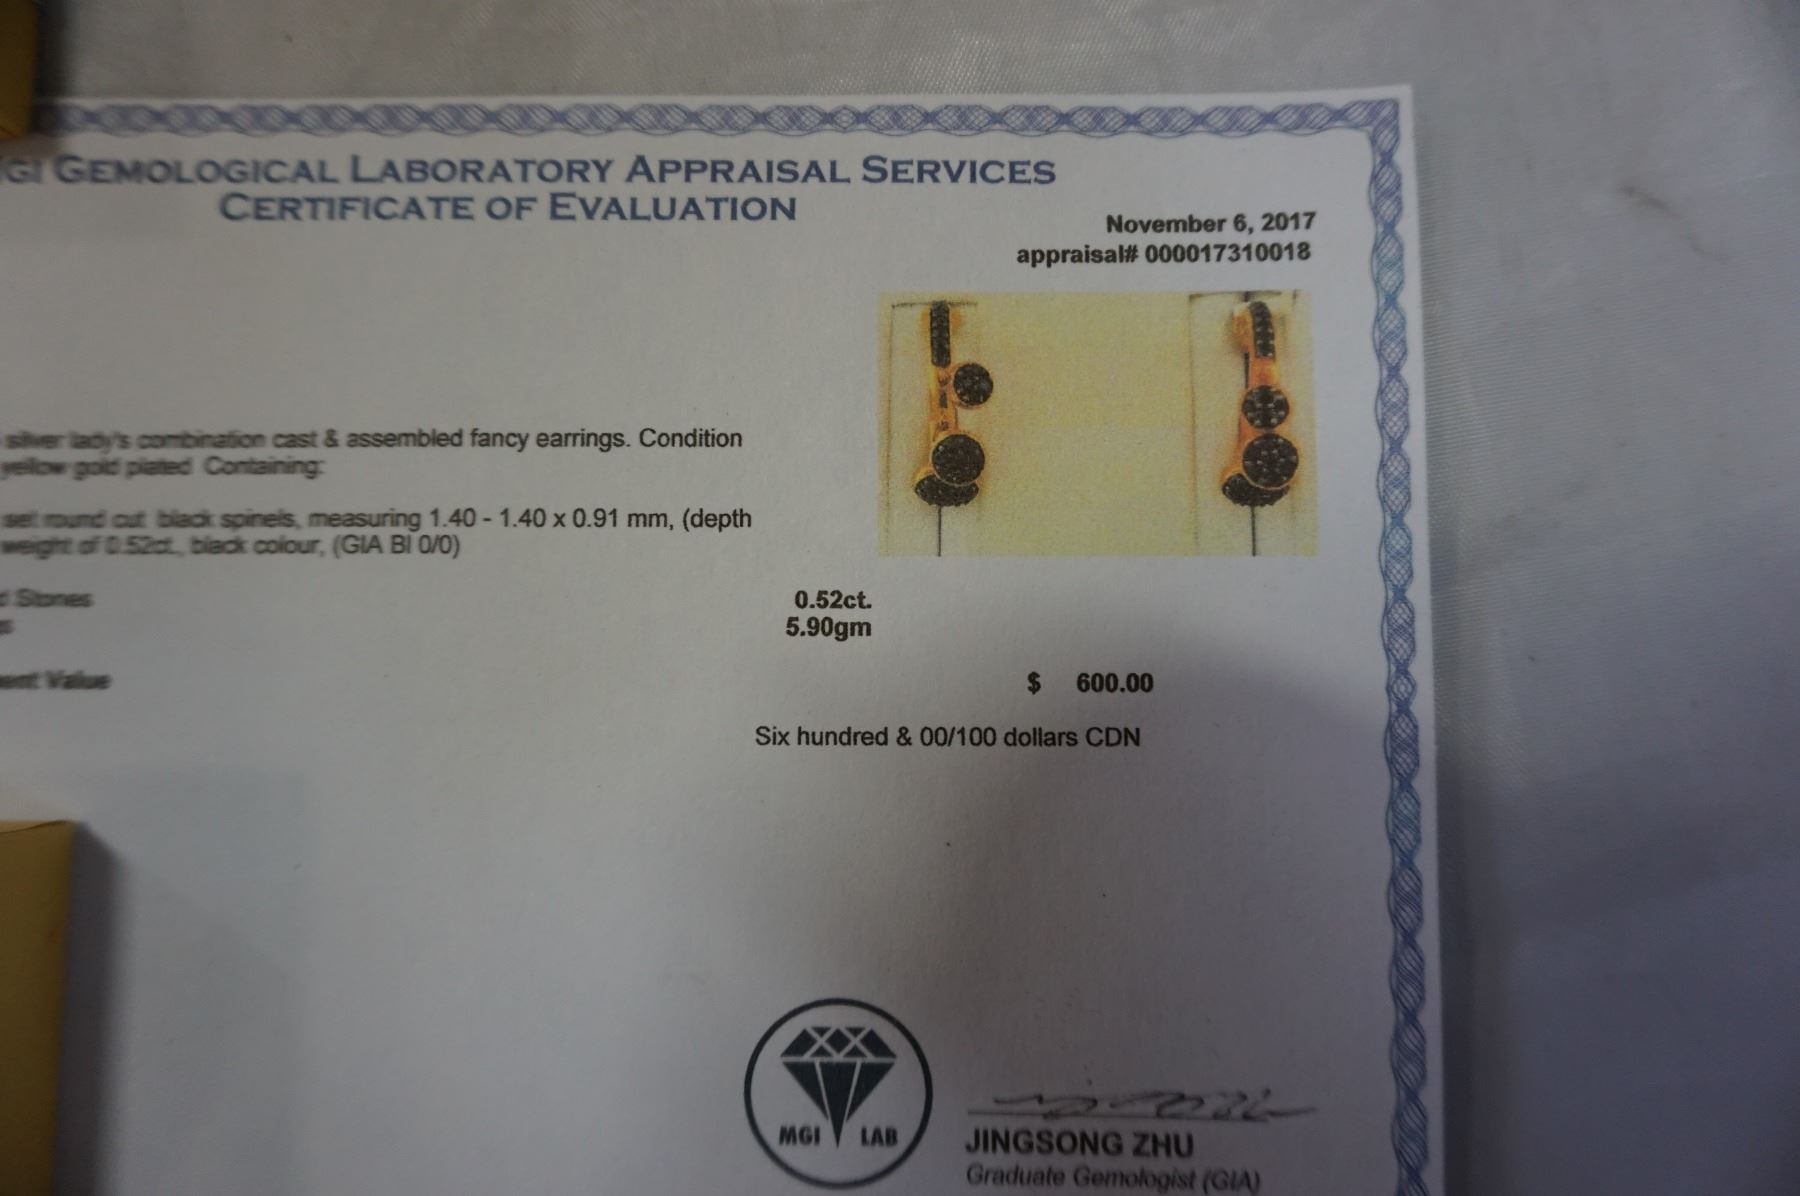 GI GEMOLOGICAL LABORATORY APPRAISAL SERVICES
CERTIFICATE OF EVALUATION
November 6, 2017
appraisal# 000017310018
silver lady's combination cast & assembled fancy earrings. Condition
yellow gold plated Containing:
set round cut black spinels, measuring 1.40 - 1.40 x 0.91 mm, (depth
weight of 0.52ct., black colour, (GIA Bl 0/0)
Stones
0.52ct.
5.90gm
Value
$ 600.00
Six hundred & 00/100 dollars CDN
MGI LAB
JINGSONG ZHU
Graduate Gemologist (GIA)